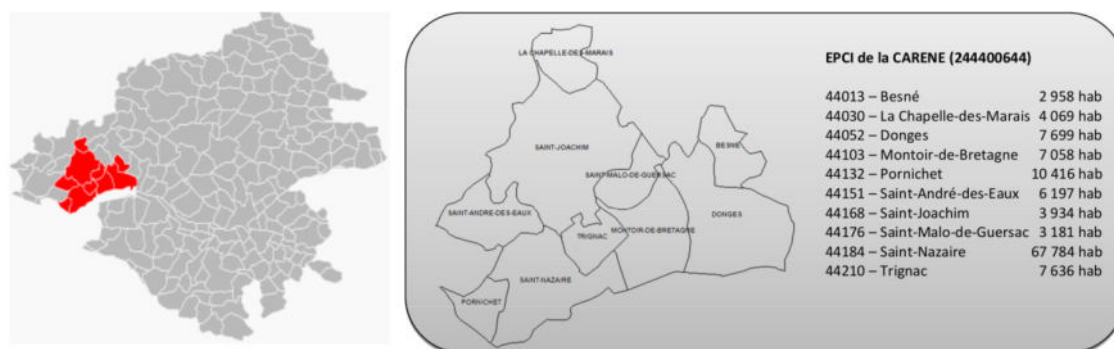 LA CHAPELLE-DES-MARAIS
SAINT-JOACHIM
BESNE
SAINT-MALO-DE-GUERSAC
SAINT-ANDRE-DES-EAUX
DONGES
TRIGNAC
MONTOIR-DE-BRETAGNE
SAINT-NAZAIRE
PORNICHET
EPCI de la CARENE (244400644)
44013 – Besné 2 958 hab
44030 – La Chapelle-des-Marais 4 069 hab
44052 – Donges 7 699 hab
44103 – Montoir-de-Bretagne 7 058 hab
44132 – Pornichet 10 416 hab
44151 – Saint-André-des-Eaux 6 197 hab
44168 – Saint-Joachim 3 934 hab
44176 – Saint-Malo-de-Guersac 3 181 hab
44184 – Saint-Nazaire 67 784 hab
44210 – Trignac 7 636 hab